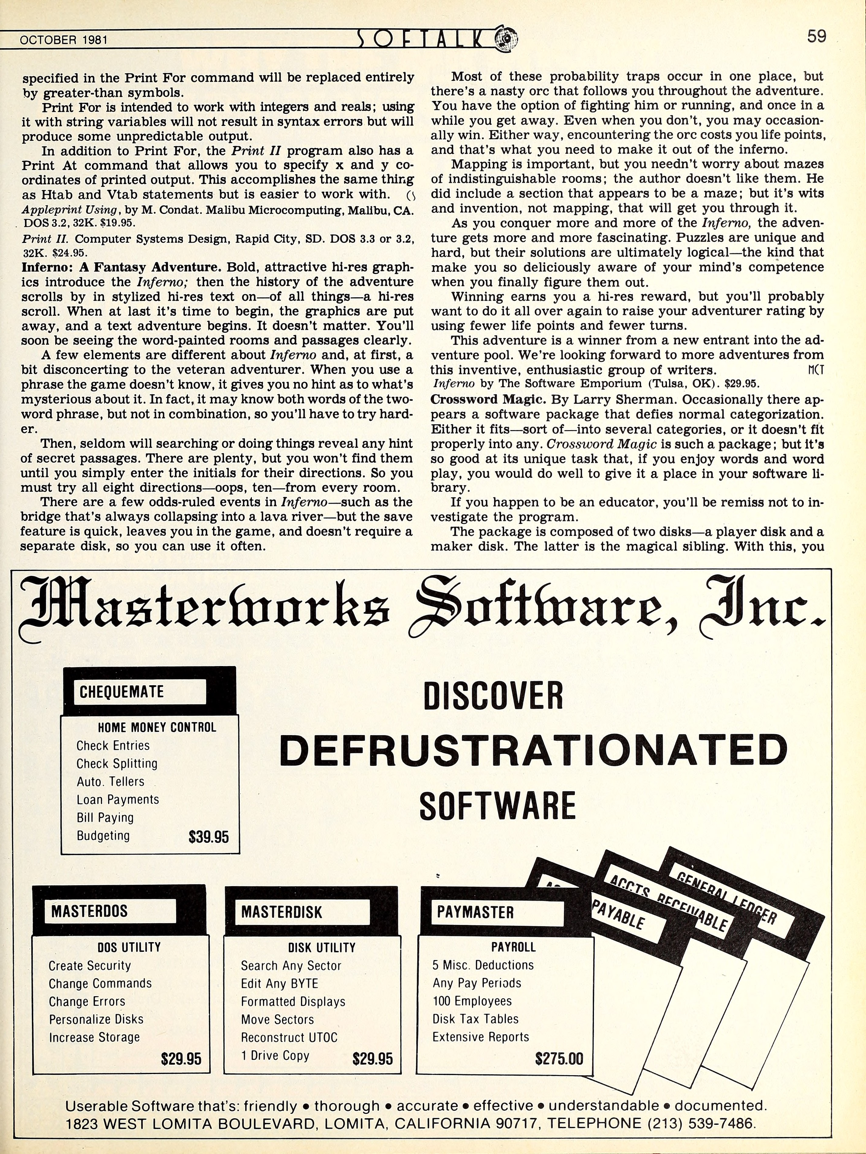 OCTOBER 1981
SOFTALK
59
specified in the Print For command will be replaced entirely
by greater-than symbols.
Print For is intended to work with integers and reals; using
it with string variables will not result in syntax errors but will
produce some unpredictable output.
In addition to Print For, the Print II program also has a
Print At command that allows you to specify x and y co-
ordinates of printed output. This accomplishes the same thing
as Htab and Vtab statements but is easier to work with.
Appleprint Using, by M. Condat. Malibu Microcomputing, Malibu, CA.
DOS 3.2, 32K. $19.95.
Print II. Computer Systems Design, Rapid City, SD. DOS 3.3 or 3.2,
32K. $24.95.
Inferno: A Fantasy Adventure. Bold, attractive hi-res graph-
ics introduce the Inferno; then the history of the adventure
scrolls by in stylized hi-res text on—of all things—a hi-res
scroll. When at last it's time to begin, the graphics are put
away, and a text adventure begins. It doesn't matter. You'll
soon be seeing the word-painted rooms and passages clearly.
A few elements are different about Inferno and, at first, a
bit disconcerting to the veteran adventurer. When you use a
phrase the game doesn't know, it gives you no hint as to what's
mysterious about it. In fact, it may know both words of the two-
word phrase, but not in combination, so you'll have to try hard-
er.
Then, seldom will searching or doing things reveal any hint
of secret passages. There are plenty, but you won't find them
until you simply enter the initials for their directions. So you
must try all eight directions—oops, ten—from every room.
There are a few odds-ruled events in Inferno—such as the
bridge that's always collapsing into a lava river—but the save
feature is quick, leaves you in the game, and doesn't require a
separate disk, so you can use it often.
Most of these probability traps occur in one place, but
there's a nasty orc that follows you throughout the adventure.
You have the option of fighting him or running, and once in a
while you get away. Even when you don't, you may occasion-
ally win. Either way, encountering the orc costs you life points,
and that's what you need to make it out of the inferno.
Mapping is important, but you needn't worry about mazes
of indistinguishable rooms; the author doesn't like them. He
did include a section that appears to be a maze; but it's wits
and invention, not mapping, that will get you through it.
As you conquer more and more of the Inferno, the adven-
ture gets more and more fascinating. Puzzles are unique and
hard, but their solutions are ultimately logical—the kind that
make you so deliciously aware of your mind's competence
when you finally figure them out.
Winning earns you a hi-res reward, but you'll probably
want to do it all over again to raise your adventurer rating by
using fewer life points and fewer turns.
This adventure is a winner from a new entrant into the ad-
venture pool. We're looking forward to more adventures from
this inventive, enthusiastic group of writers. MCT
Inferno by The Software Emporium (Tulsa, OK). $29.95.
Crossword Magic. By Larry Sherman. Occasionally there ap-
pears a software package that defies normal categorization.
Either it fits—sort of—into several categories, or it doesn't fit
properly into any. Crossword Magic is such a package; but it's
so good at its unique task that, if you enjoy words and word
play, you would do well to give it a place in your software li-
brary.
If you happen to be an educator, you'll be remiss not to in-
vestigate the program.
The package is composed of two disks—a player disk and a
maker disk. The latter is the magical sibling. With this, you
Masterworks Software, Inc.
CHEQUEMATE
HOME MONEY CONTROL
Check Entries
Check Splitting
Auto. Tellers
Loan Payments
Bill Paying
Budgeting $39.95
DISCOVER
DEFRUSTRATIONATED
SOFTWARE
MASTERDOS
DOS UTILITY
Create Security
Change Commands
Change Errors
Personalize Disks
Increase Storage
$29.95
MASTERDISK
DISK UTILITY
Search Any Sector
Edit Any BYTE
Formatted Displays
Move Sectors
Reconstruct UTOC
1 Drive Copy $29.95
PAYMASTER
PAYROLL
5 Misc. Deductions
Any Pay Periods
100 Employees
Disk Tax Tables
Extensive Reports
$275.00
PAYABLE
ACCTS. RECEIVABLE
GENERAL LEDGER
Userable Software that's: friendly • thorough • accurate • effective • understandable • documented.
1823 WEST LOMITA BOULEVARD, LOMITA, CALIFORNIA 90717, TELEPHONE (213) 539-7486.